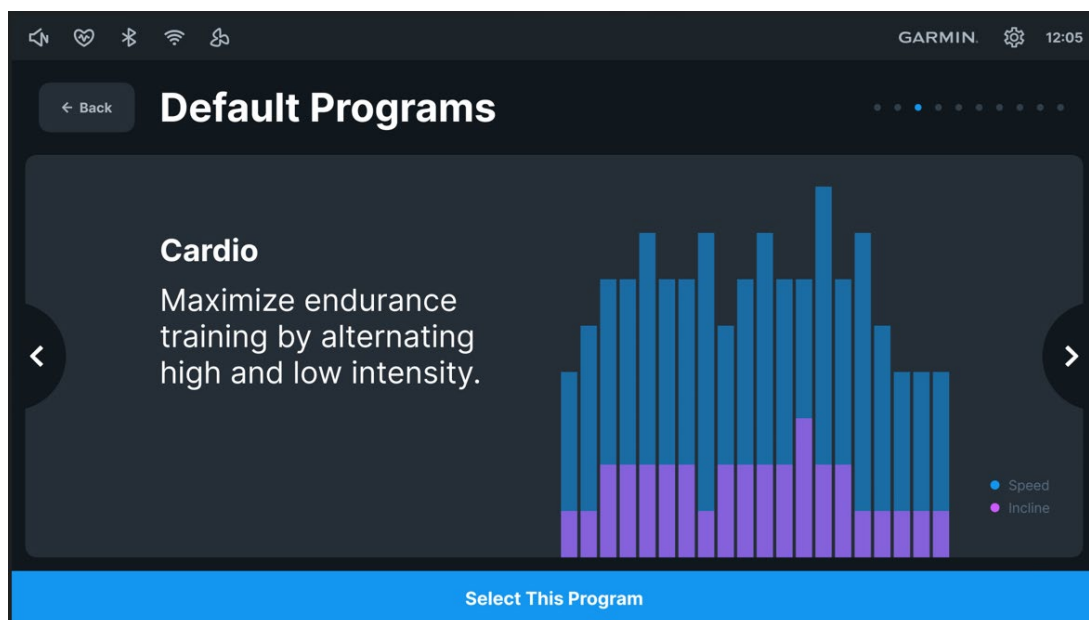 GARMIN.
12:05
← Back
Default Programs
Cardio
Maximize endurance
training by alternating
high and low intensity.
Speed
Incline
Select This Program